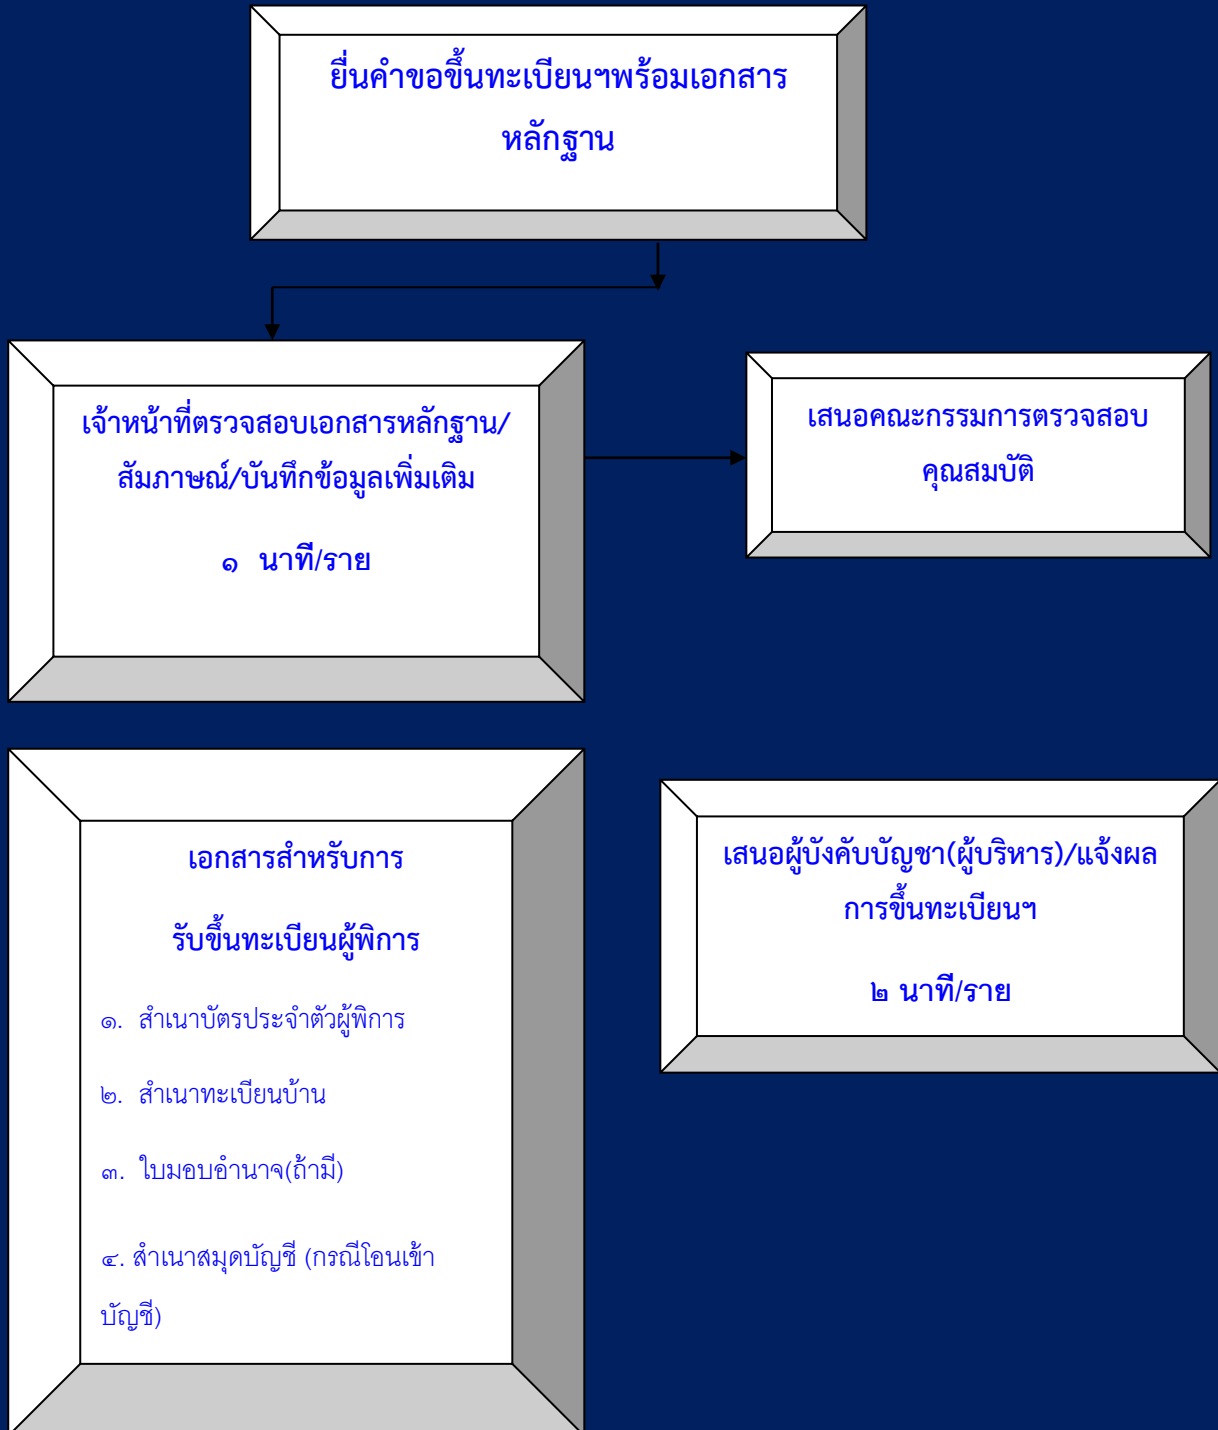 ยื่นคำขอขึ้นทะเบียนฯพร้อมเอกสาร
หลักฐาน
เจ้าหน้าที่ตรวจสอบเอกสารหลักฐาน/
สัมภาษณ์/บันทึกข้อมูลเพิ่มเติม
๑ นาที/ราย
เสนอคณะกรรมการตรวจสอบ
คุณสมบัติ
เอกสารสำหรับการ
รับขึ้นทะเบียนผู้พิการ
๑. สำเนาบัตรประจำตัวผู้พิการ
๒. สำเนาทะเบียนบ้าน
๓. ใบมอบอำนาจ(ถ้ามี)
๔. สำเนาสมุดบัญชี (กรณีโอนเข้า
บัญชี)
เสนอผู้บังคับบัญชา(ผู้บริหาร)/แจ้งผล
การขึ้นทะเบียนฯ
๒ นาที/ราย